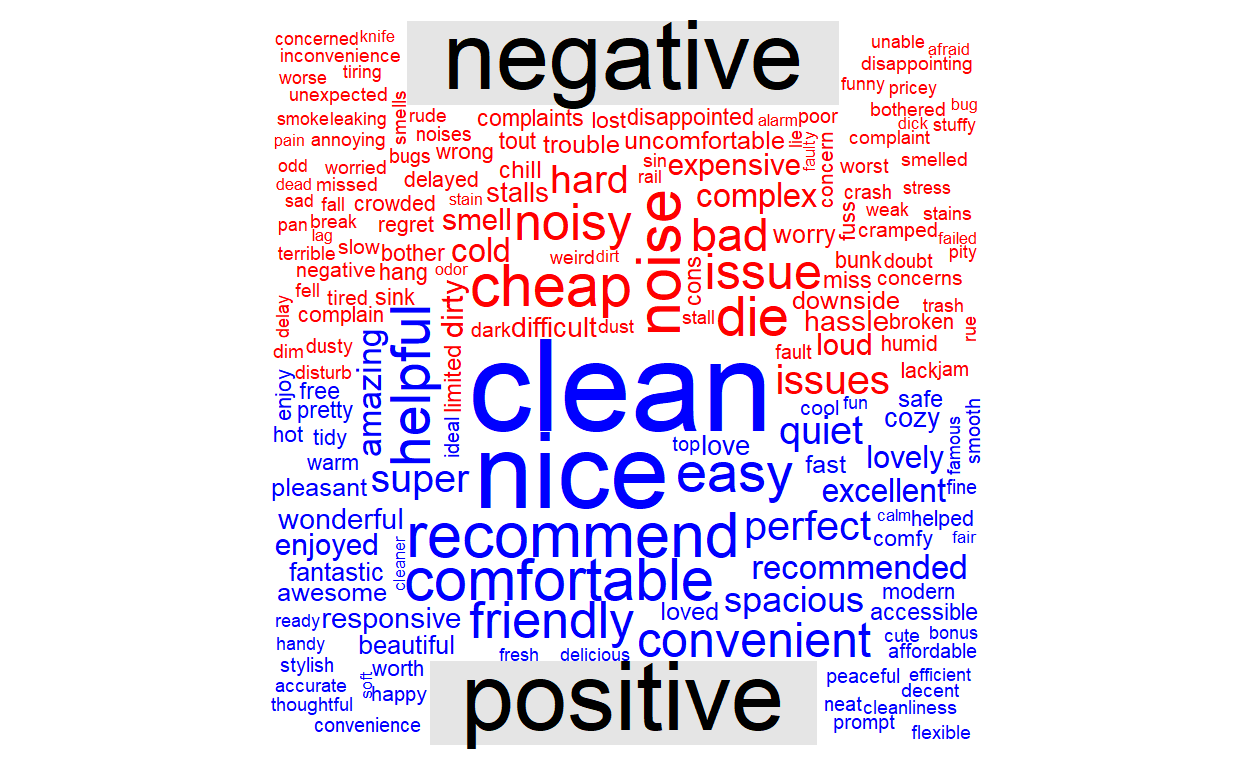 negative
concerned knife
inconvenience
worse tiring
unexpected
smoke leaking
smells
rude
pain annoying
noises
complaints lost disappointed
alarm poor
unable
afraid
disappointing
funny pricey
bothered bug
dick stuffy
complaint
tout trouble uncomfortable
lie
faulty
concern
bugs wrong
odd worried
dead missed
delayed
chill
stalls
hard
sin
rail
expensive
worst smelled
complex
crash stress
sad fall crowded
stain
pan break
regret smell
noisy
noise
bad
worry
fuss
weak stains
cramped failed
lag
terrible slow bother cold
weird dirt
cons
issue
bunk doubt
pity
negative hang odor
miss concerns
fell
tired sink
cheap
die
downside
trash
delay
complain
dirty
dark difficult dust
stall
hassle broken
rue
dim dusty
fault loud humid
disturb
limited
issues
lack jam
helpful
amazing
clean
enjoy
free
pretty
cool fun safe
hot tidy
ideal
top love
quiet cozy
famous
smooth
warm
super
nice
easy
fast lovely
pleasant
excellent fine
wonderful
recommend
perfect
calm helped
enjoyed
cleaner
comfy fair
fantastic
comfortable
recommended
awesome
modern
ready responsive
friendly
loved spacious
accessible
handy beautiful
convenient
cute bonus
affordable
stylish
worth
fresh delicious
accurate
soft
happy
positive
peaceful efficient
decent
thoughtful
neat cleanliness
convenience
prompt
flexible